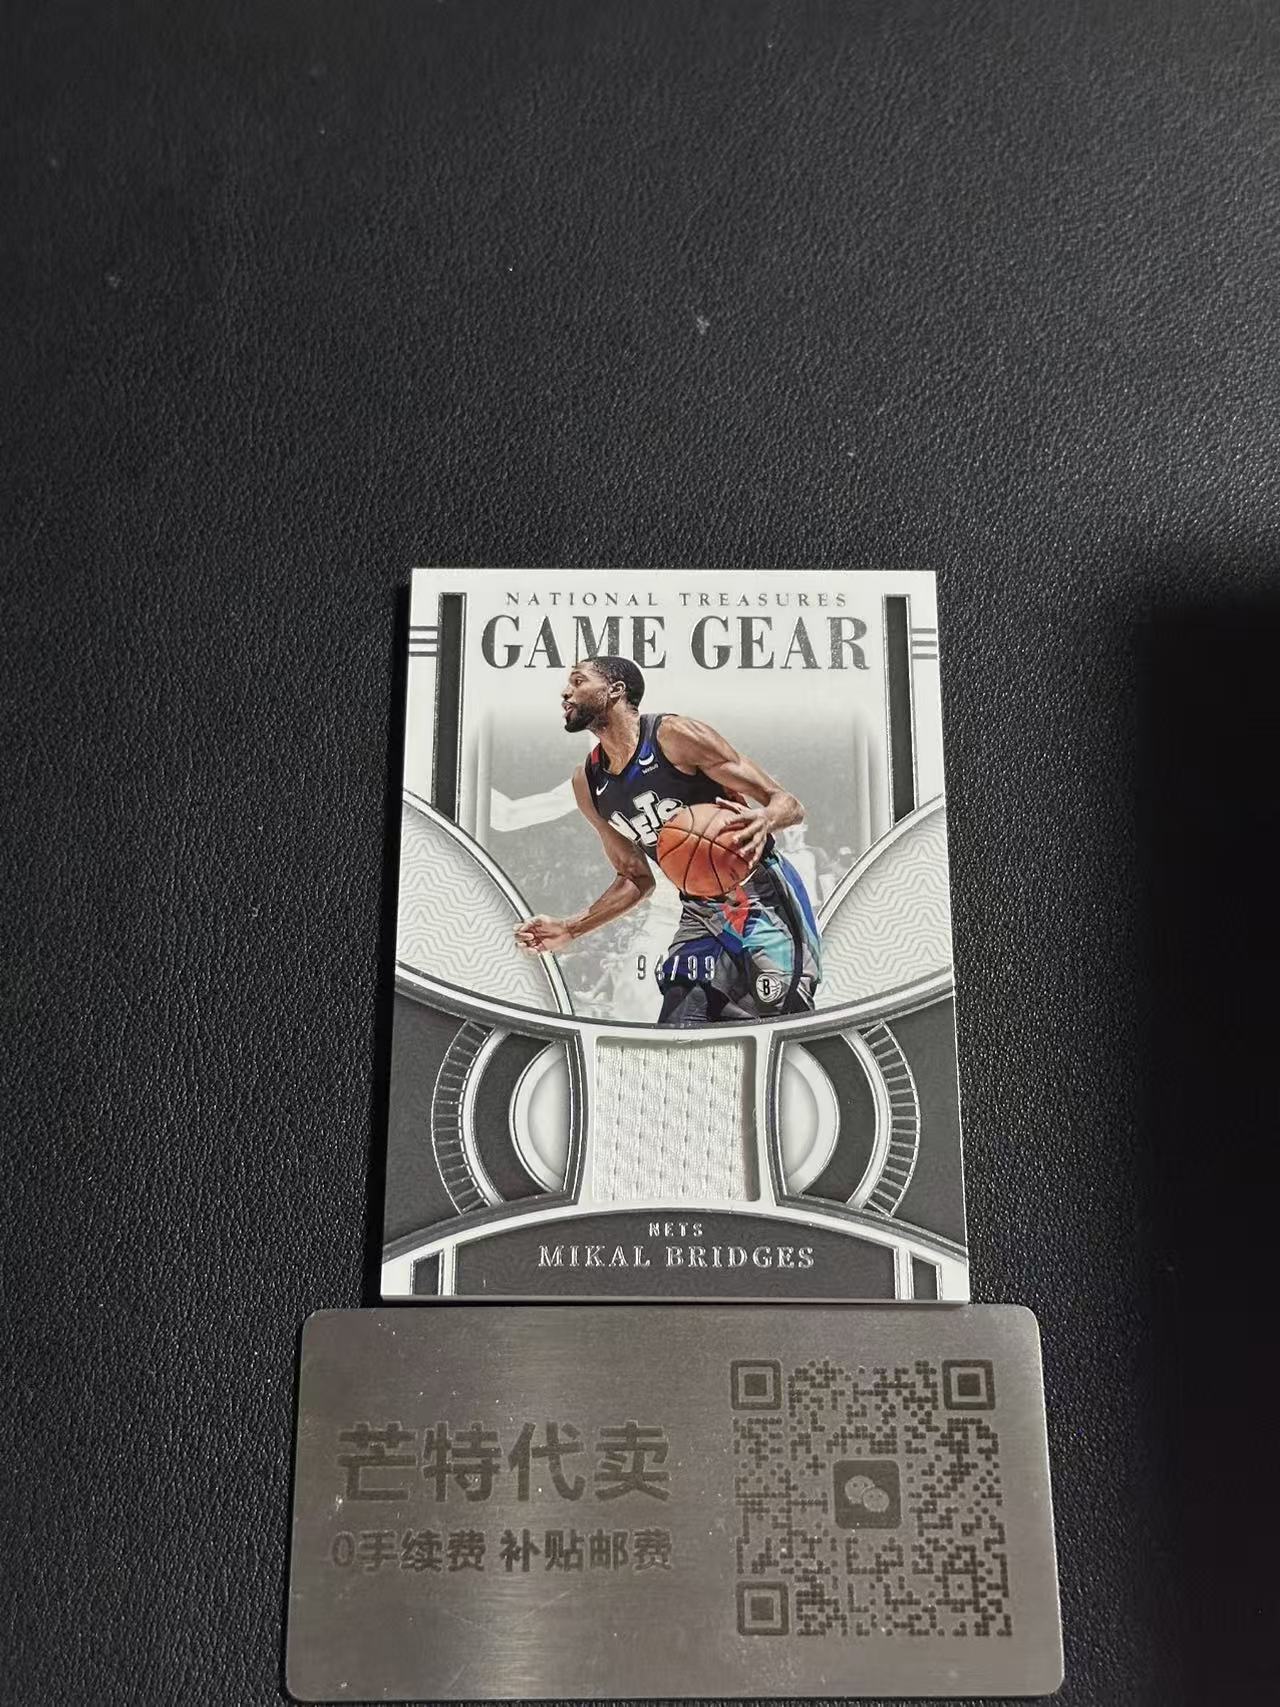 NATIONAL TREASURES
GAME GEAR
NETS
94/99
B
NETS
MIKAL BRIDGES
芒特代卖
0手续费 补贴邮费